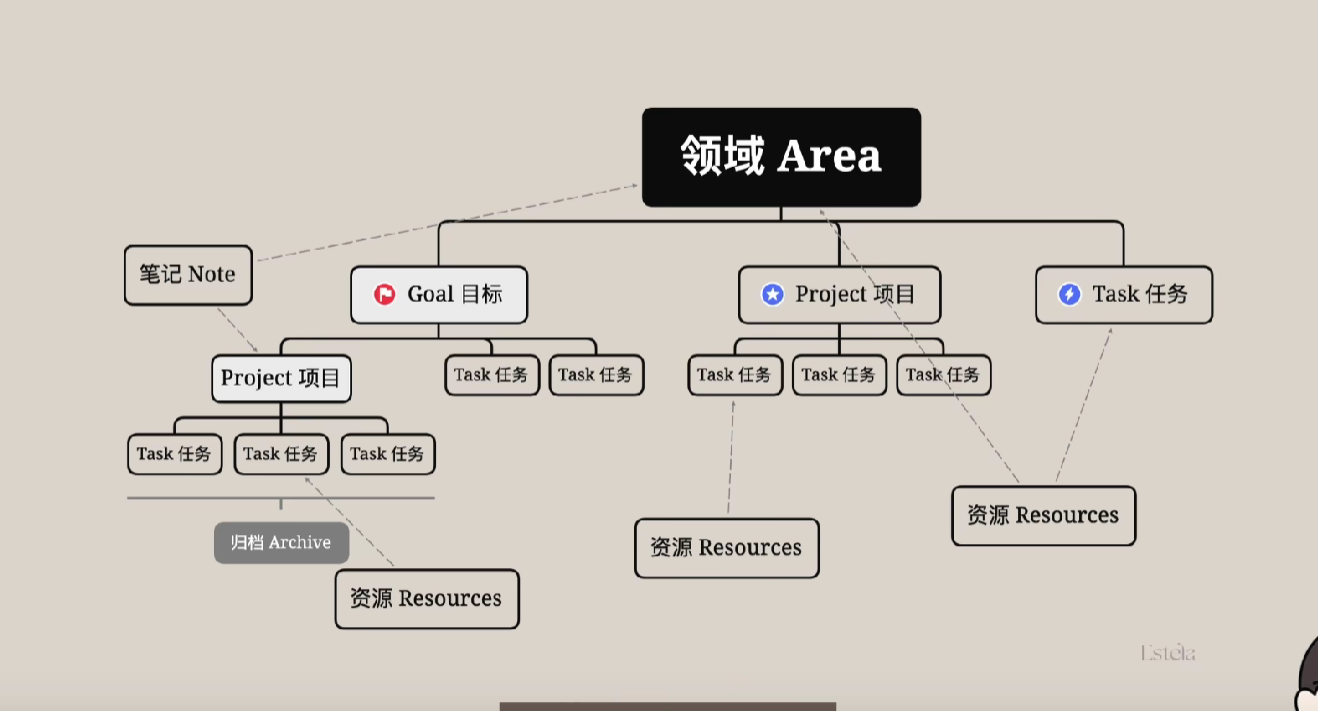 领域 Area
笔记 Note
Goal 目标
Project 项目
Task 任务
Project 项目
Task 任务
Task 任务
Task 任务
Task 任务
Task 任务
Task 任务
Task 任务
Task 任务
归档 Archive
资源 Resources
资源 Resources
资源 Resources
Estela